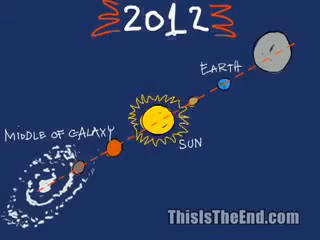 2012
EARTH
MIDDLE OF GALAXY
SUN
ThisIsTheEnd.com